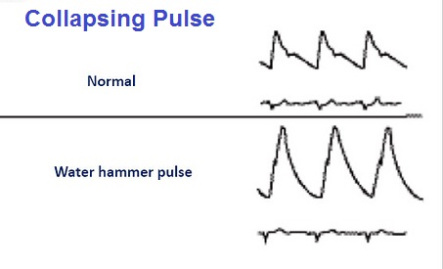 Collapsing Pulse
Normal
Water hammer pulse